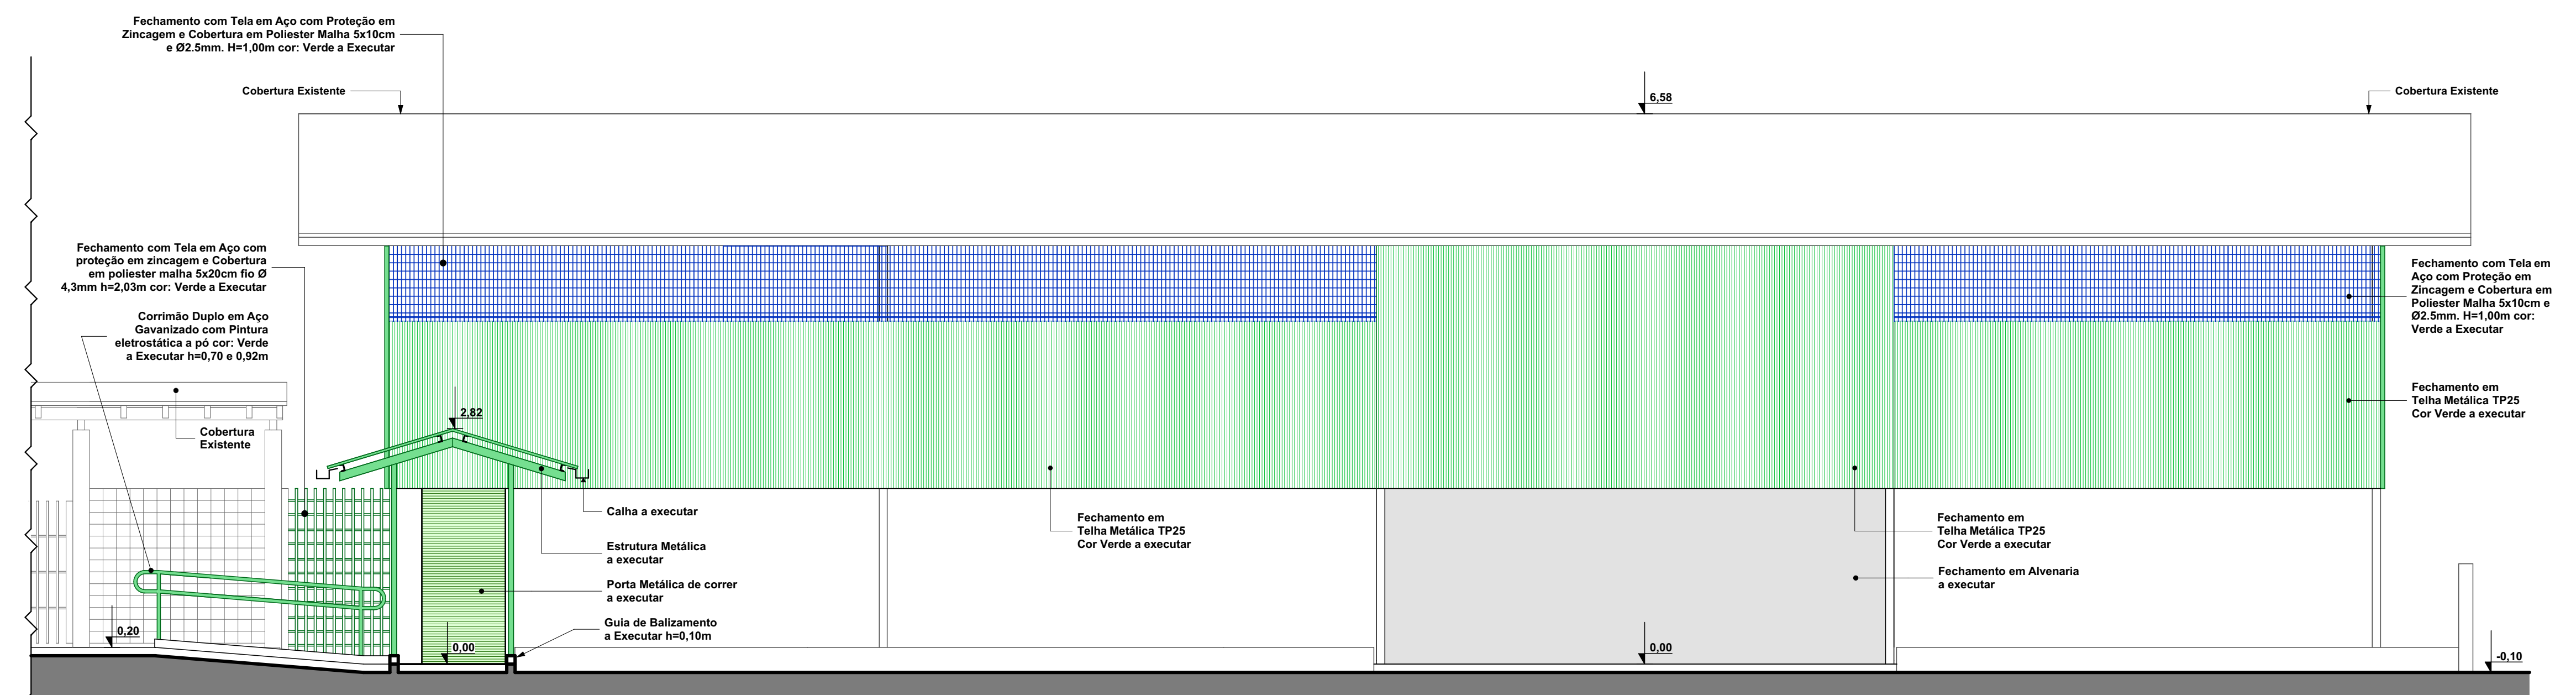 Fechamento com Tela em Aço com Proteção em
Zincagem e Cobertura em Poliester Malha 5x10cm
e Ø2.5mm. H=1,00m cor: Verde a Executar
Cobertura Existente
6,58
Cobertura Existente
Fechamento com Tela em Aço com
proteção em zincagem e Cobertura
em poliester malha 5x20cm fio Ø
4,3mm h=2,03m cor: Verde a Executar
Corrimão Duplo em Aço
Gavanizado com Pintura
eletrostática a pó cor: Verde
a Executar h=0,70 e 0,92m
Fechamento com Tela em
Aço com Proteção em
Zincagem e Cobertura em
Poliester Malha 5x10cm e
Ø2.5mm. H=1,00m cor:
Verde a Executar
Fechamento em
Telha Metálica TP25
Cor Verde a executar
2,82
Cobertura
Existente
Calha a executar
Estrutura Metálica
a executar
Porta Metálica de correr
a executar
Guia de Balizamento
a Executar h=0,10m
Fechamento em
Telha Metálica TP25
Cor Verde a executar
Fechamento em
Telha Metálica TP25
Cor Verde a executar
Fechamento em Alvenaria
a executar
0,20
0,00
0,00
-0,10